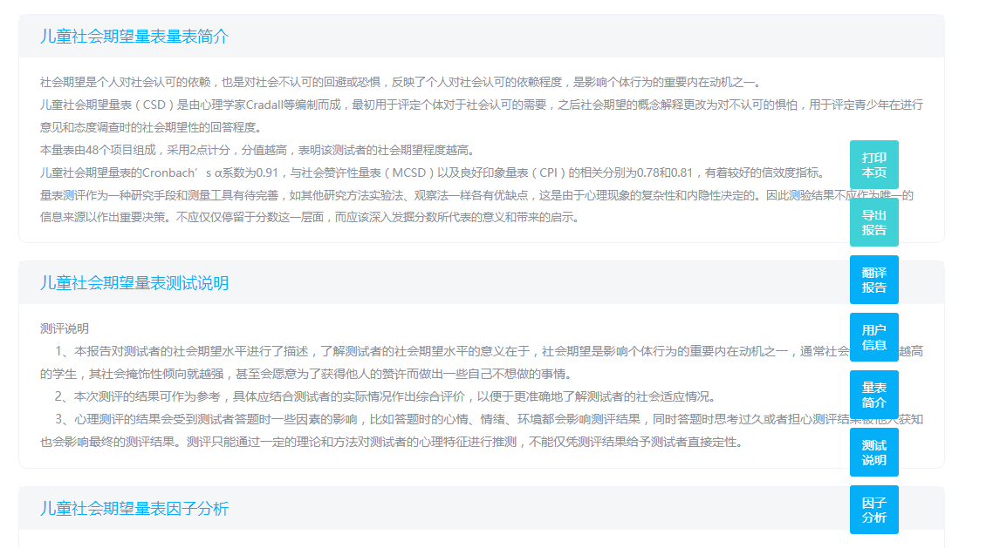 儿童社会期望量表量表简介
社会期望是个人对社会认可的依赖，也是对社会不认可的回避或恐惧，反映了个人对社会认可的依赖程度，是影响个体行为的重要内在动机之一。
儿童社会期望量表（CSD）是由心理学家Cradall等编制而成，最初用于评定个体对于社会认可的需要，之后社会期望的概念解释更改为对不认可的惧怕，用于评定青少年在进行
意见和态度调查时的社会期望性的回答程度。
本量表由48个项目组成，采用2点计分，分值越高，表明该测试者的社会期望程度越高。
儿童社会期望量表的Cronbach’s α系数为0.91，与社会赞许性量表（MCSD）以及良好印象量表（CPI）的相关分别为0.78和0.81，有着较好的信效度指标。
量表测评作为一种研究手段和测量工具有待完善，如其他研究方法实验法、观察法一样各有优缺点，这是由于心理现象的复杂性和内隐性决定的。因此测验结果不应作为唯一的
信息来源以作出重要决策。不应仅仅停留于分数这一层面，而应该深入发掘分数所代表的意义和带来的启示。
儿童社会期望量表测试说明
测评说明
1、本报告对测试者的社会期望水平进行了描述，了解测试者的社会期望水平的意义在于，社会期望是影响个体行为的重要内在动机之一，通常社会 越高
的学生，其社会掩饰性倾向就越强，甚至会愿意为了获得他人的赞许而做出一些自己不想做的事情。
2、本次测评的结果可作为参考，具体应结合测试者的实际情况作出综合评价，以便于更准确地了解测试者的社会适应情况。
3、心理测评的结果会受到测试者答题时一些因素的影响，比如答题时的心情、情绪、环境都会影响测评结果，同时答题时思考过久或者担心测评结果被他人获知
也会影响最终的测评结果。测评只能通过一定的理论和方法对测试者的心理特征进行推测，不能仅凭测评结果给予测试者直接定性。
儿童社会期望量表因子分析
打印
本页
导出
报告
翻译
报告
用户
信息
量表
简介
测试
说明
因子
分析